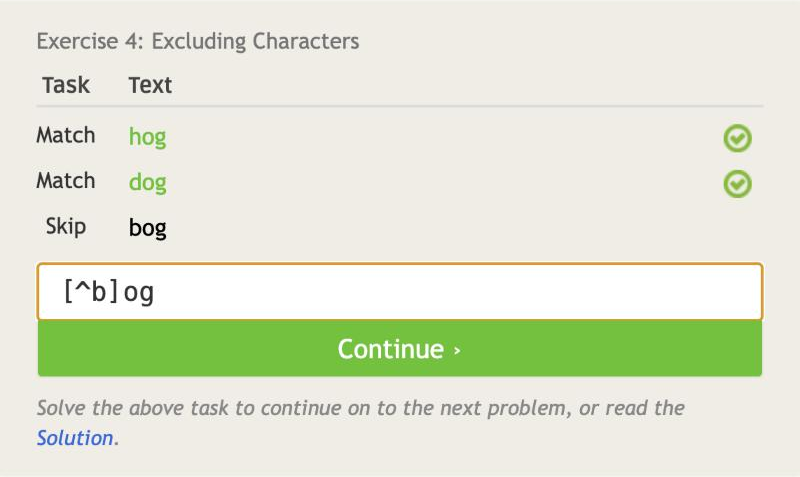 Exercise 4: Excluding Characters
Task Text
Match hog
Match dog
Skip bog
[^b]og
Continue ›
Solve the above task to continue on to the next problem, or read the
Solution.